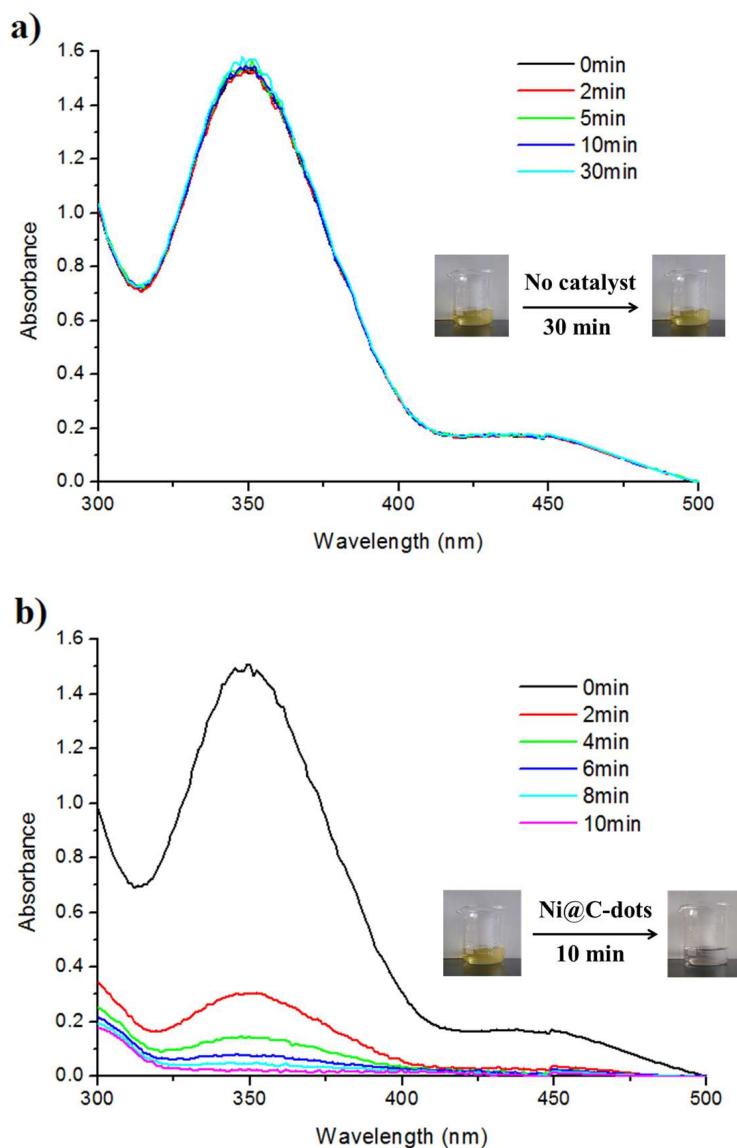 a)
1.6
1.4
1.2
1.0
0.8
0.6
0.4
0.2
0.0
Absorbance
0min
2min
5min
10min
30min
No catalyst
30 min
300 350 400 450 500
Wavelength (nm)
b)
1.6
1.4
1.2
1.0
0.8
0.6
0.4
0.2
0.0
Absorbance
0min
2min
4min
6min
8min
10min
Ni@C-dots
10 min
300 350 400 450 500
Wavelength (nm)